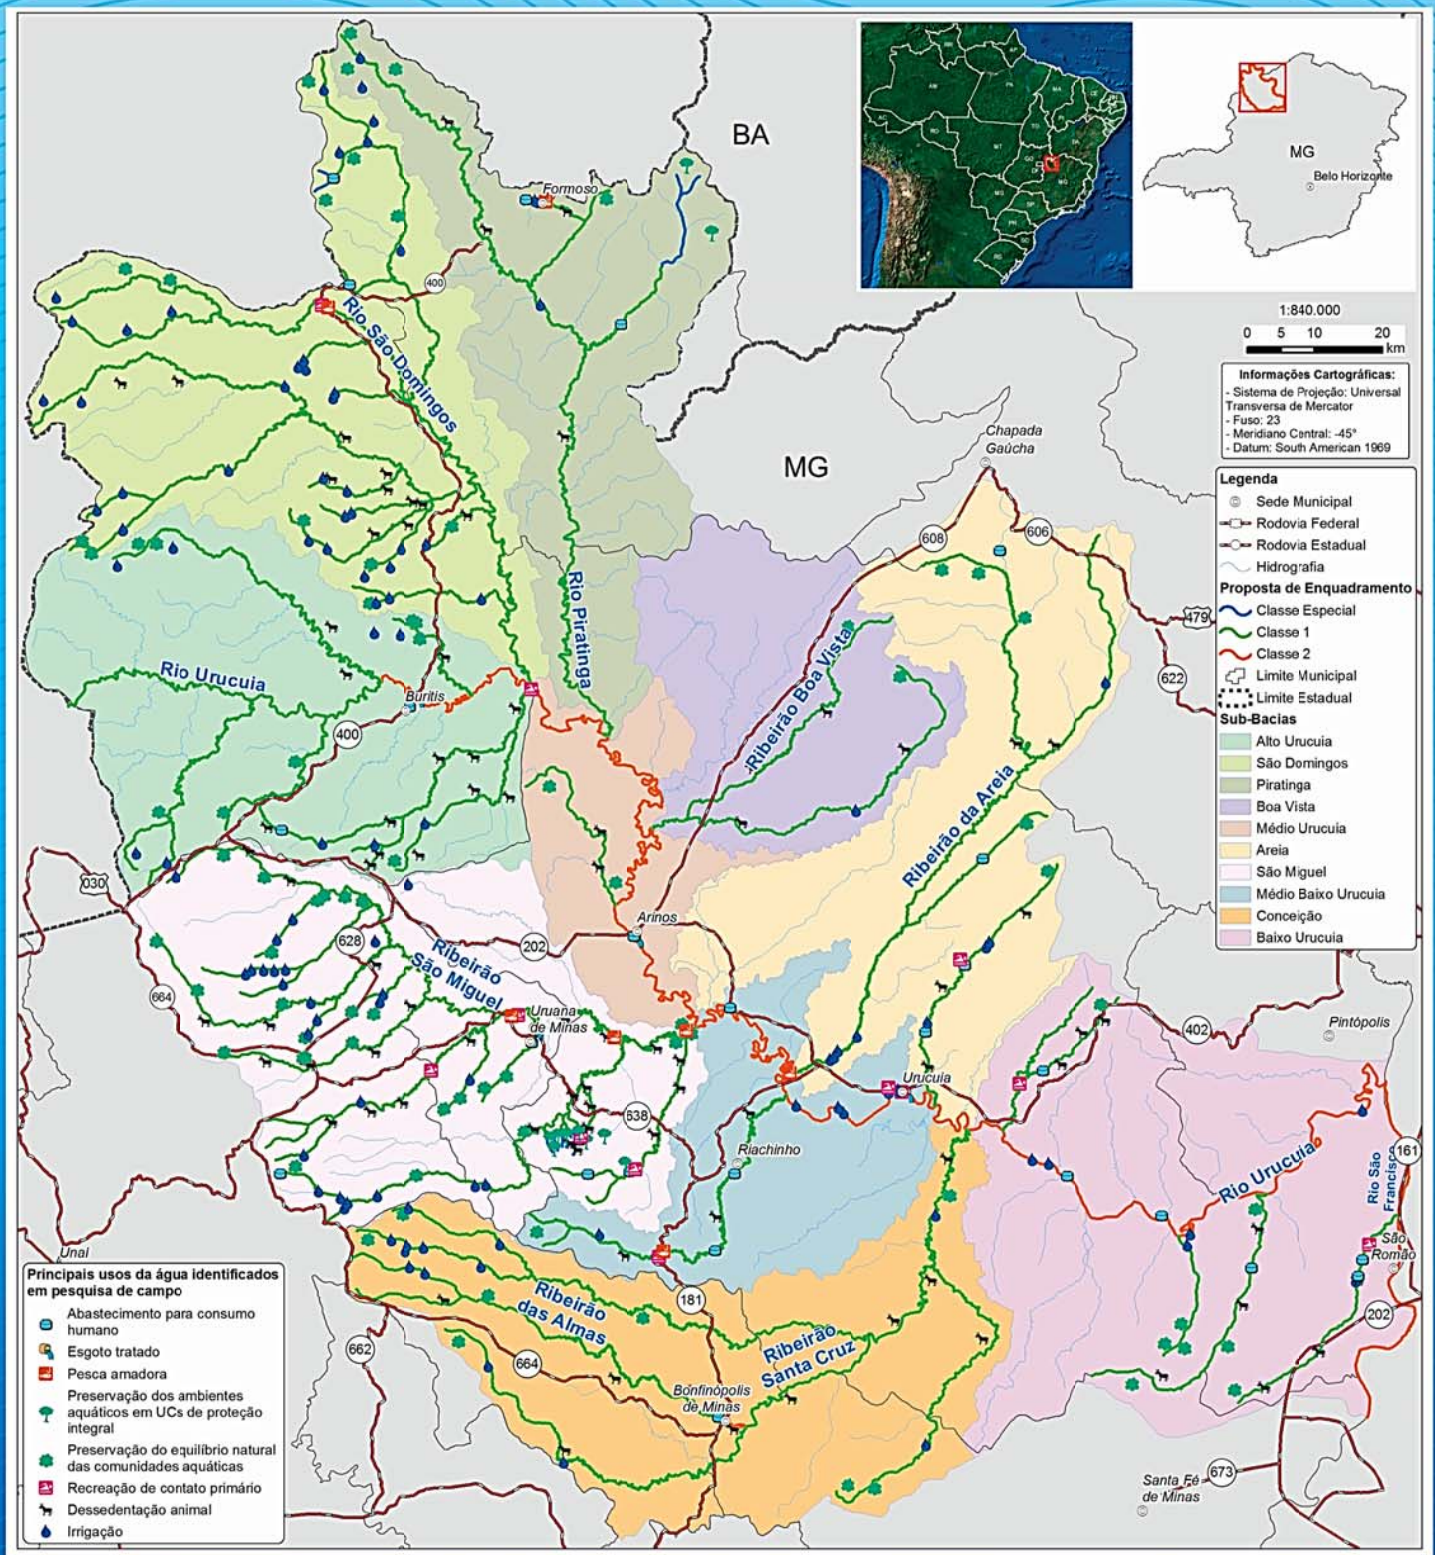 BA
Formoso
400
Rio São Domingos
MG
Belo Horizonte
1:840.000
0 5 10 20
km
Informações Cartográficas:
- Sistema de Projeção: Universal
Transversa de Mercator
- Fuso: 23
- Meridiano Central: -45°
- Datum: South American 1969
Chapada
Gaúcha
MG
608
606
479
622
Legenda
Sede Municipal
Rodovia Federal
Rodovia Estadual
Hidrografia
Proposta de Enquadramento
Classe Especial
Classe 1
Classe 2
Limite Municipal
Limite Estadual
Sub-Bacias
Alto Urucuia
São Domingos
Piratinga
Boa Vista
Médio Urucuia
Areia
São Miguel
Médio Baixo Urucuia
Conceição
Baixo Urucuia
Rio Piratinga
Rio Urucuia
Buritis
400
Ribeirão Boa Vista
Ribeirão da Areia
030
Arinos
628
202
Ribeirão
São Miguel
664
Uruana
de Minas
402
Pintópolis
Urucuia
638
Riachinho
161
Rio Urucuia
Rio São
Francisco
São
Romão
202
Unaí
181
Ribeirão
das Almas
Ribeirão
Santa Cruz
662
664
Bonfinópolis
de Minas
673
Santa Fé
de Minas
Principais usos da água identificados
em pesquisa de campo
Abastecimento para consumo
humano
Esgoto tratado
Pesca amadora
Preservação dos ambientes
aquáticos em UCs de proteção
integral
Preservação do equilíbrio natural
das comunidades aquáticas
Recreação de contato primário
Dessedentação animal
Irrigação